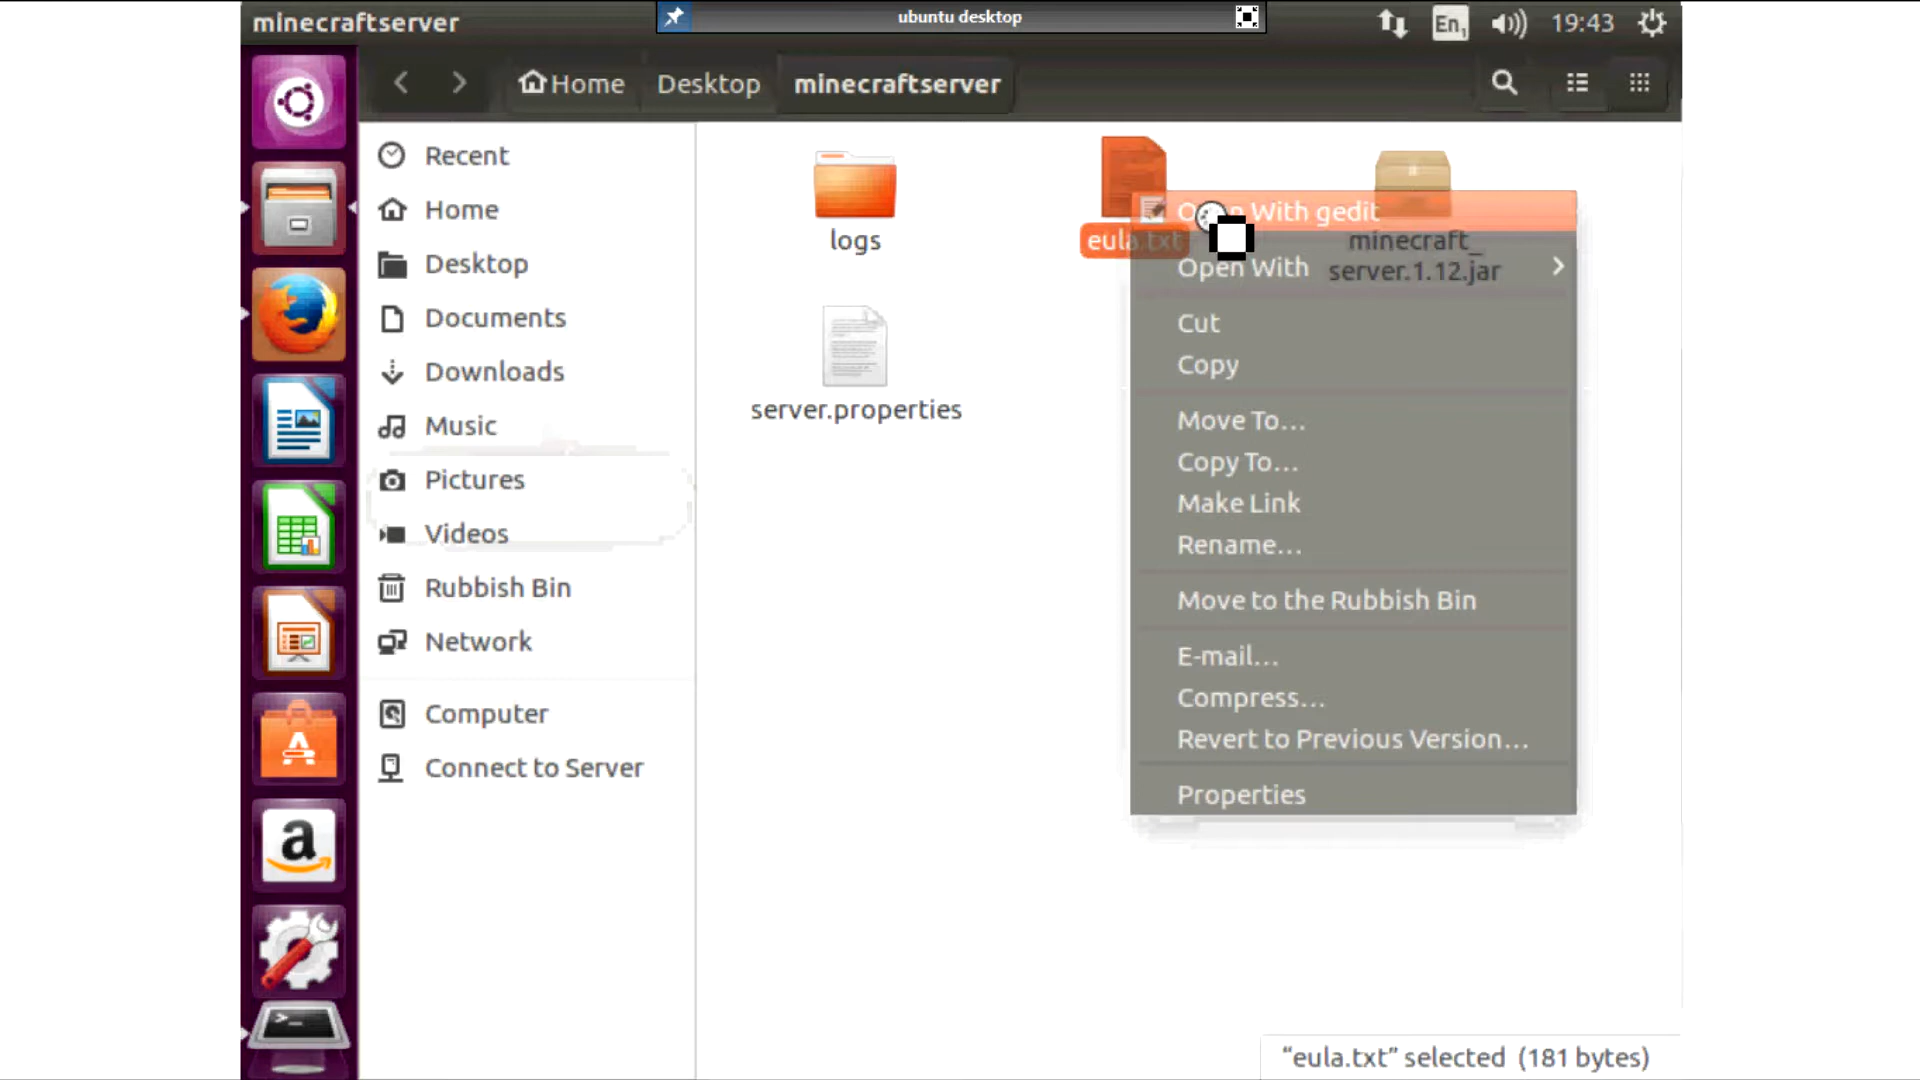 minecraftserver
ubuntu desktop
En1
19:43
Home
Desktop
minecraftserver
Recent
Home
Desktop
Documents
Downloads
Music
Pictures
Videos
Rubbish Bin
Network
Computer
Connect to Server
logs
eula.txt
minecraft_
server.1.12.jar
server.properties
Open With gedit
Open With
Cut
Copy
Move To...
Copy To...
Make Link
Rename...
Move to the Rubbish Bin
E-mail...
Compress...
Revert to Previous Version...
Properties
“eula.txt” selected (181 bytes)